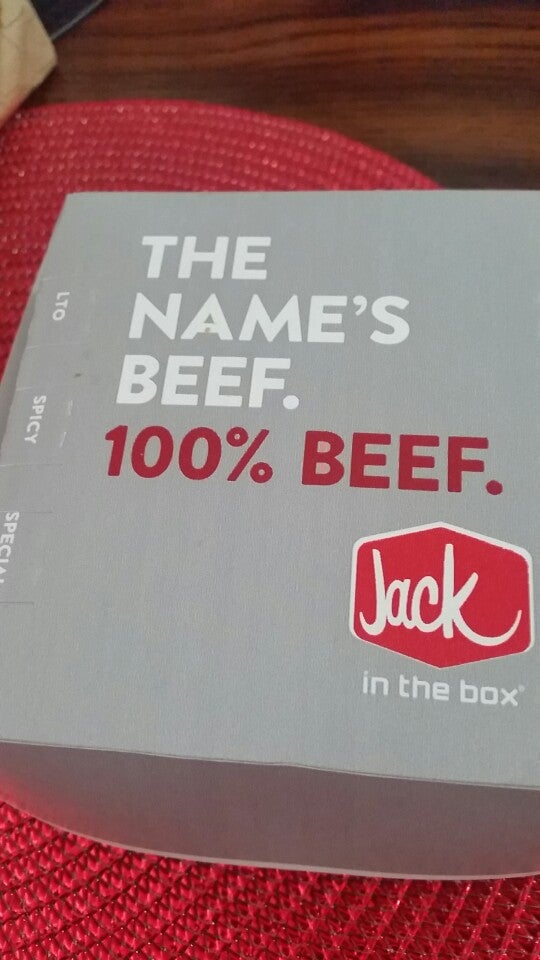 THE
NAME'S
BEEF.
100% BEEF.
Jack
in the box®
LTO
SPICY